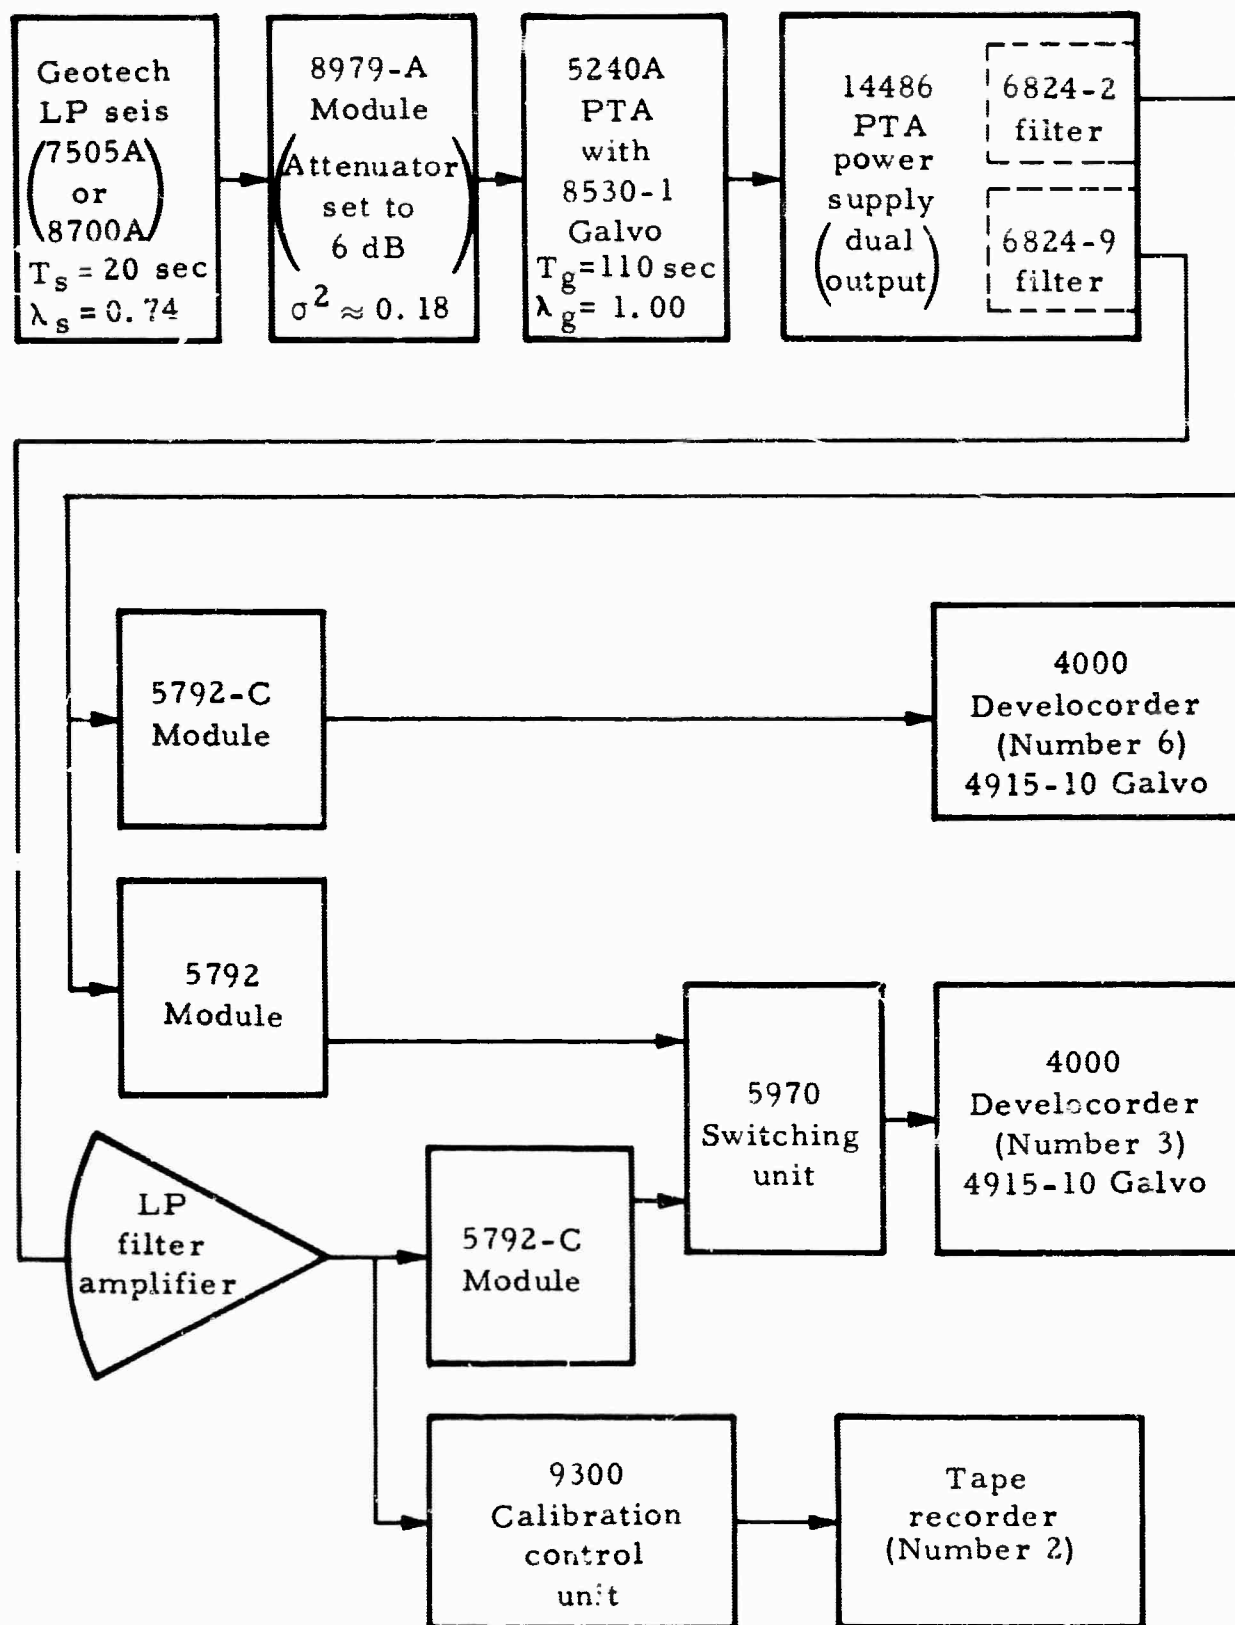 Geotech
LP seis
(7505A
or
8700A)
T_s = 20 sec
λ_s = 0.74
8979-A
Module
(Attenuator
set to
6 dB)
σ² ≈ 0.18
5240A
PTA
with
8530-1
Galvo
T_g = 110 sec
λ_g = 1.00
14486
PTA
power
supply
(dual
output)
6824-2
filter
6824-9
filter
5792-C
Module
4000
Develocorder
(Number 6)
4915-10 Galvo
5792
Module
5970
Switching
unit
4000
Develocorder
(Number 3)
4915-10 Galvo
LP
filter
amplifier
5792-C
Module
9300
Calibration
control
unit
Tape
recorder
(Number 2)